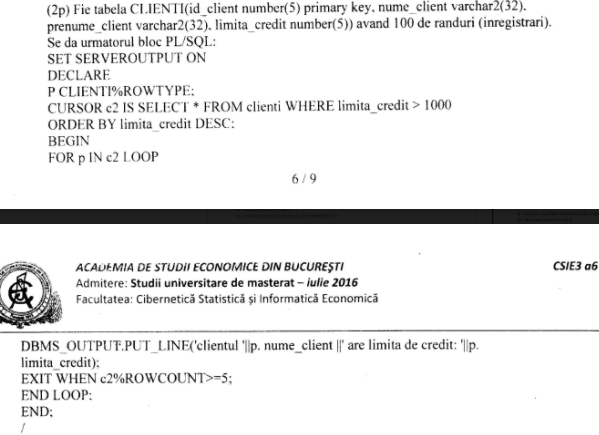 (2p) Fie tabela CLIENTI(id_client number(5) primary key, nume_client varchar2(32),
prenume_client varchar2(32), limita_credit number(5)) avand 100 de randuri (inregistrari).
Se da urmatorul bloc PL/SQL:
SET SERVEROUTPUT ON
DECLARE
P CLIENTI%ROWTYPE;
CURSOR c2 IS SELECT * FROM clienti WHERE limita_credit > 1000
ORDER BY limita_credit DESC;
BEGIN
FOR p IN c2 LOOP
6 / 9
ACADEMIA DE STUDII ECONOMICE DIN BUCUREŞTI
CSIE3 a6
Admitere: Studii universitare de masterat – iulie 2016
Facultatea: Cibernetică Statistică și Informatică Economică
DBMS_OUTPUT.PUT_LINE('clientul '||p. nume_client ||' are limita de credit: '||p.
limita_credit);
EXIT WHEN c2%ROWCOUNT>=5;
END LOOP;
END;
/